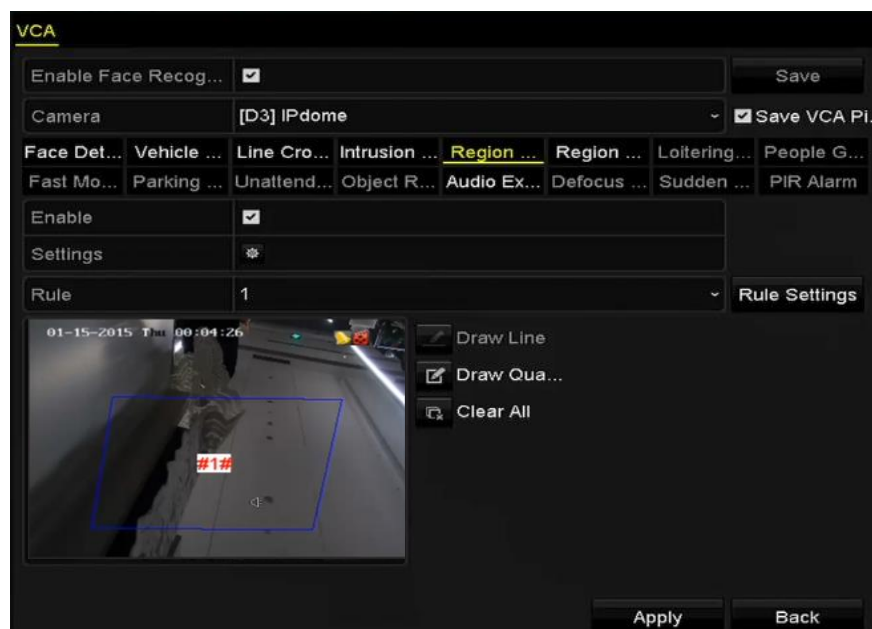 VCA
Enable Face Recog... Save
Camera [D3] IPdome Save VCA Pi.
Face Det... Vehicle ... Line Cro... Intrusion ... Region ... Region ... Loitering... People G...
Fast Mo... Parking ... Unattend... Object R... Audio Ex... Defocus ... Sudden ... PIR Alarm
Enable
Settings
Rule 1 Rule Settings
01-15-2015 Thu 00:04:26
Draw Line
Draw Qua...
Clear All
#1#
Apply Back